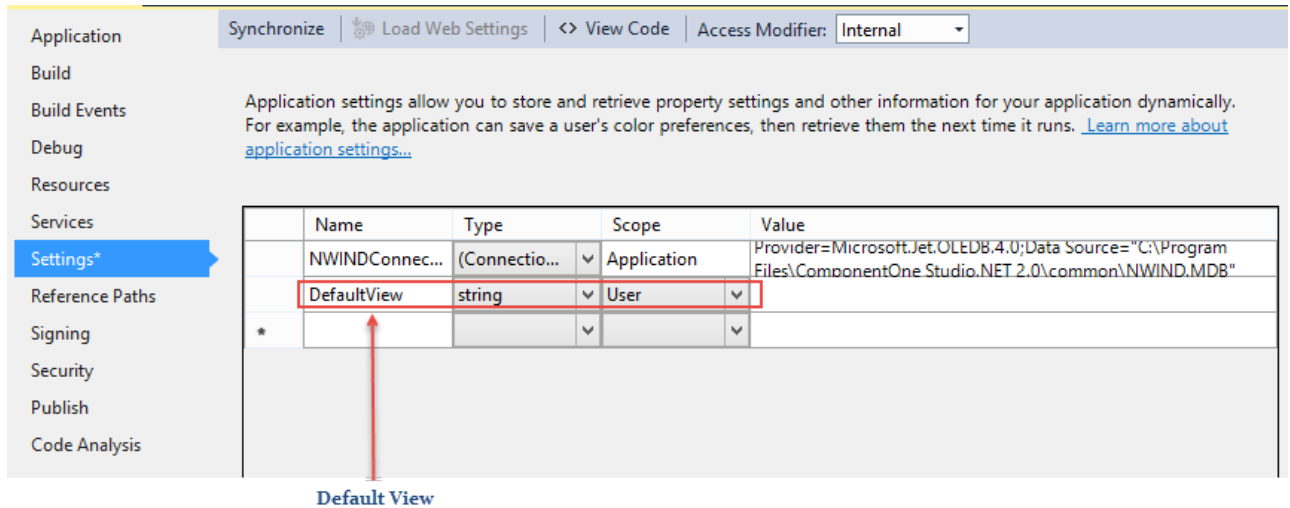 Synchronize Load Web Settings <> View Code Access Modifier: Internal
Application
Build
Build Events
Debug
Resources
Services
Settings*
Reference Paths
Signing
Security
Publish
Code Analysis
Application settings allow you to store and retrieve property settings and other information for your application dynamically.
For example, the application can save a user's color preferences, then retrieve them the next time it runs. Learn more about
application settings...
Name Type Scope Value
NWINDConnec... (Connectio... Application Provider=Microsoft.Jet.OLEDB.4.0;Data Source="C:\Program
Files\ComponentOne Studio.NET 2.0\common\NWIND.MDB"
DefaultView string User
*
Default View